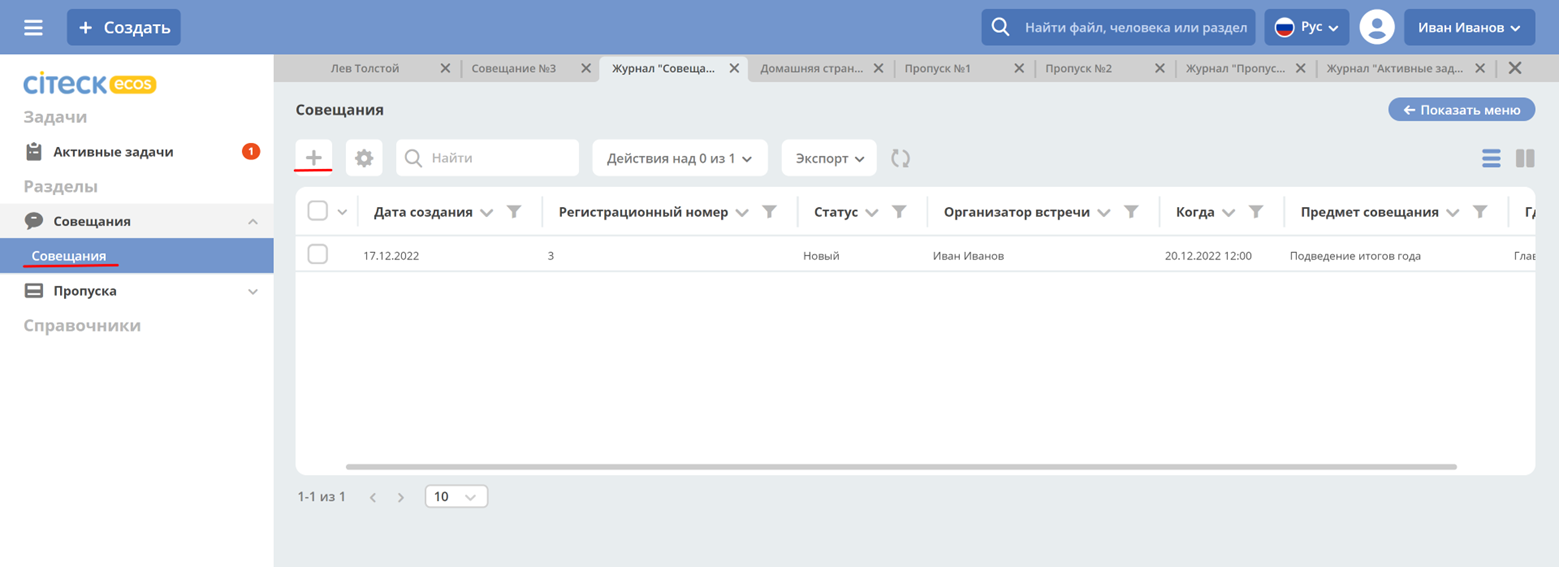 + Создать
Найти файл, человека или раздел
Рус
Иван Иванов
citeck ecos
Задачи
Активные задачи 1
Разделы
Совещания
Совещания
Пропуска
Справочники
Лев Толстой
Совещание №3
Журнал "Совеща...
Домашняя стран...
Пропуск №1
Пропуск №2
Журнал "Пропус...
Журнал "Активные зад...
Совещания
Показать меню
Найти
Действия над 0 из 1
Экспорт
Дата создания Регистрационный номер Статус Организатор встречи Когда Предмет совещания Гд
17.12.2022 3 Новый Иван Иванов 20.12.2022 12:00 Подведение итогов года Глав
1-1 из 1
10